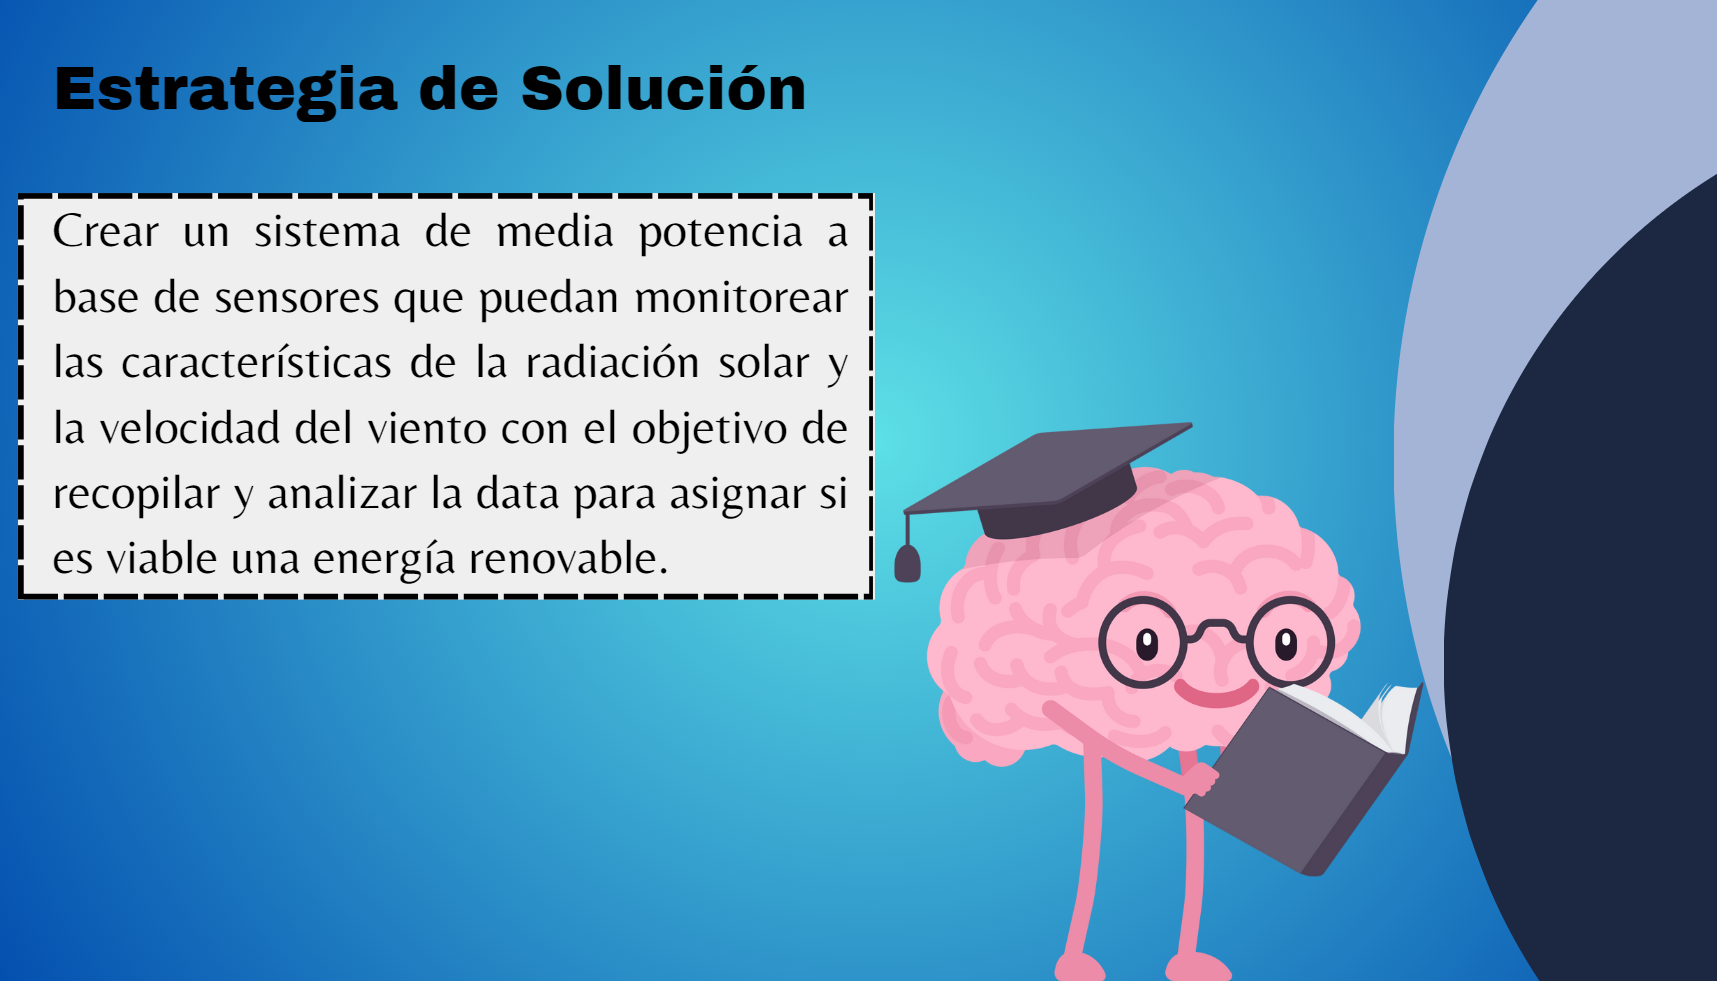 Estrategia de Solución
Crear un sistema de media potencia a
base de sensores que puedan monitorear
las características de la radiación solar y
la velocidad del viento con el objetivo de
recopilar y analizar la data para asignar si
es viable una energía renovable.